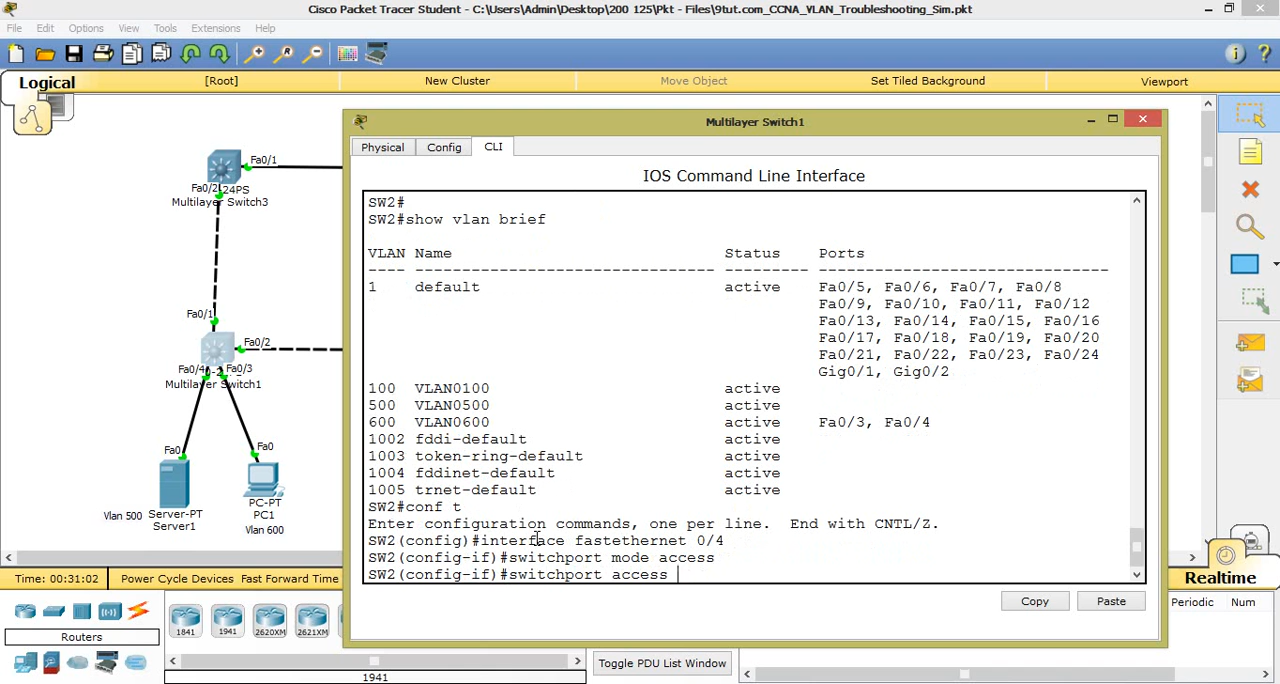 Cisco Packet Tracer Student - C:\Users\Admin\Desktop\200 125\Pkt - 9tut.com_CCNA_VLAN_Troubleshooting_Sim.pkt
File Edit Options View Tools Extensions Help
Logical [Root] New Cluster Move Object Set Tiled Background Viewport
Multilayer Switch1
Physical Config CLI
IOS Command Line Interface
SW2#
SW2#show vlan brief
VLAN Name Status Ports
---- -------------------------------- --------- -------------------------------
1 default active Fa0/5, Fa0/6, Fa0/7, Fa0/8
Fa0/9, Fa0/10, Fa0/11, Fa0/12
Fa0/13, Fa0/14, Fa0/15, Fa0/16
Fa0/17, Fa0/18, Fa0/19, Fa0/20
Fa0/21, Fa0/22, Fa0/23, Fa0/24
Gig0/1, Gig0/2
100 VLAN0100 active
500 VLAN0500 active
600 VLAN0600 active Fa0/3, Fa0/4
1002 fddi-default active
1003 token-ring-default active
1004 fddinet-default active
1005 trnet-default active
SW2#conf t
Enter configuration commands, one per line. End with CNTL/Z.
SW2(config)#interface fastethernet 0/4
SW2(config-if)#switchport mode access
SW2(config-if)#switchport access
Copy Paste
Fa0/1
Fa0/2 24PS
Multilayer Switch3
Fa0/1
Fa0/2
Fa0/4 Fa0/3
Multilayer Switch1
Fa0 Fa0
Server-PT
Server1
Vlan 500
PC-PT
PC1
Vlan 600
Time: 00:31:02 Power Cycle Devices Fast Forward Time
Realtime
Routers
1841 1941 2620XM 2621XM
1941
Toggle PDU List Window
Periodic Num